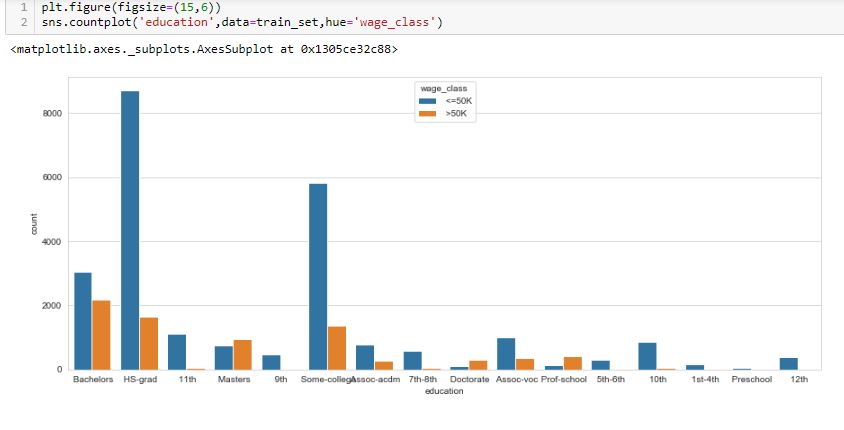 1 plt.figure(figsize=(15,6))
2 sns.countplot('education',data=train_set,hue='wage_class')
<matplotlib.axes._subplots.AxesSubplot at 0x1305ce32c88>
wage_class
<=50K
>50K
8000
6000
4000
2000
0
count
Bachelors HS-grad 11th Masters 9th Some-college Assoc-acdm 7th-8th Doctorate Assoc-voc Prof-school 5th-6th 10th 1st-4th Preschool 12th
education